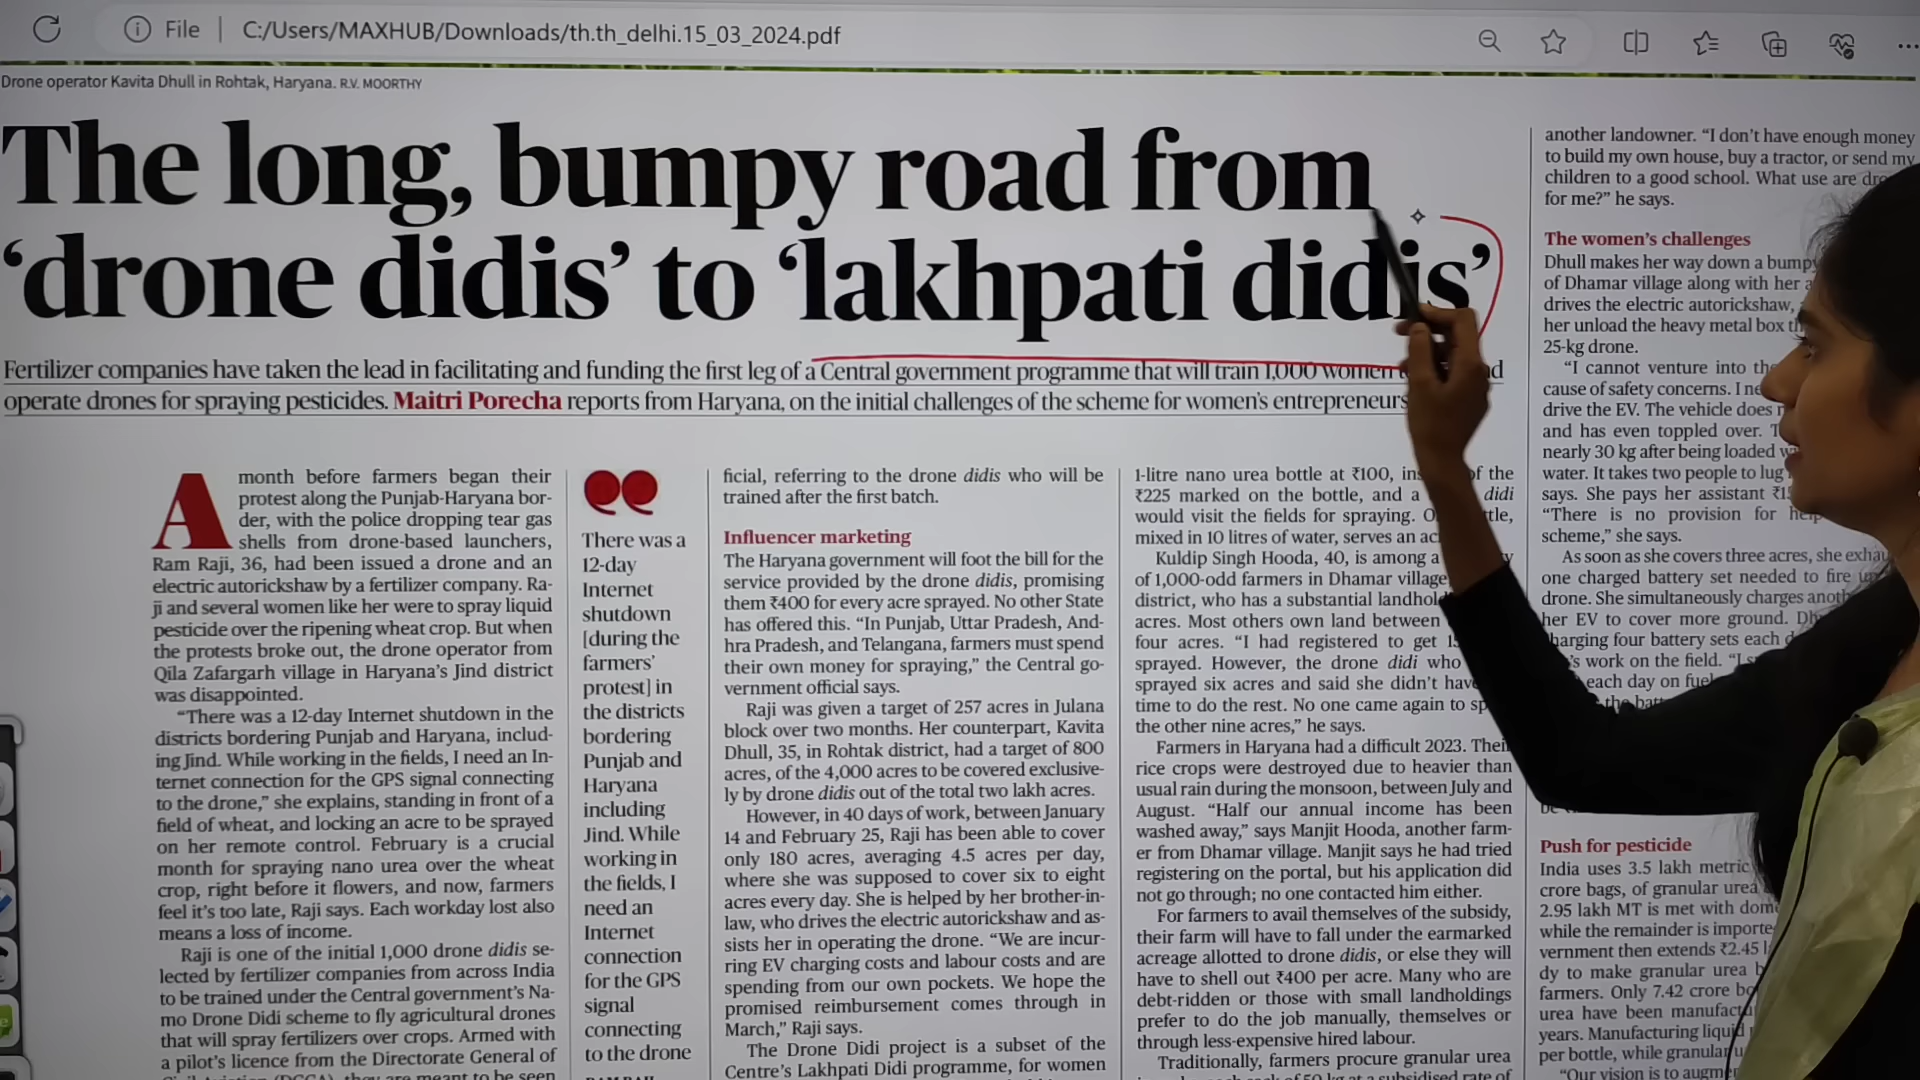 File | C:/Users/MAXHUB/Downloads/th.th_delhi.15_03_2024.pdf
Drone operator Kavita Dhull in Rohtak, Haryana. R.V. MOORTHY
The long, bumpy road from
‘drone didis’ to ‘lakhpati didis’
Fertilizer companies have taken the lead in facilitating and funding the first leg of a Central government programme that will train 1,000 women
operate drones for spraying pesticides. Maitri Porecha reports from Haryana, on the initial challenges of the scheme for women’s entrepreneurs
A month before farmers began their
protest along the Punjab-Haryana bor-
der, with the police dropping tear gas
shells from drone-based launchers,
Ram Raji, 36, had been issued a drone and an
electric autorickshaw by a fertilizer company. Ra-
ji and several women like her were to spray liquid
pesticide over the ripening wheat crop. But when
the protests broke out, the drone operator from
Qila Zafargarh village in Haryana’s Jind district
was disappointed.
“There was a 12-day Internet shutdown in the
districts bordering Punjab and Haryana, includ-
ing Jind. While working in the fields, I need an In-
ternet connection for the GPS signal connecting
to the drone,” she explains, standing in front of a
field of wheat, and locking an acre to be sprayed
on her remote control. February is a crucial
month for spraying nano urea over the wheat
crop, right before it flowers, and now, farmers
feel it’s too late, Raji says. Each workday lost also
means a loss of income.
Raji is one of the initial 1,000 drone didis se-
lected by fertilizer companies from across India
to be trained under the Central government’s Na-
mo Drone Didi scheme to fly agricultural drones
that will spray fertilizers over crops. Armed with
a pilot’s licence from the Directorate General of
There was a
12-day
Internet
shutdown
[during the
farmers’
protest] in
the districts
bordering
Punjab and
Haryana
including
Jind. While
working in
the fields, I
need an
Internet
connection
for the GPS
signal
connecting
to the drone
ficial, referring to the drone didis who will be
trained after the first batch.
Influencer marketing
The Haryana government will foot the bill for the
service provided by the drone didis, promising
them ₹400 for every acre sprayed. No other State
has offered this. “In Punjab, Uttar Pradesh, And-
hra Pradesh, and Telangana, farmers must spend
their own money for spraying,” the Central go-
vernment official says.
Raji was given a target of 257 acres in Julana
block over two months. Her counterpart, Kavita
Dhull, 35, in Rohtak district, had a target of 800
acres, of the 4,000 acres to be covered exclusive-
ly by drone didis out of the total two lakh acres.
However, in 40 days of work, between January
14 and February 25, Raji has been able to cover
only 180 acres, averaging 4.5 acres per day,
where she was supposed to cover six to eight
acres every day. She is helped by her brother-in-
law, who drives the electric autorickshaw and as-
sists her in operating the drone. “We are incur-
ring EV charging costs and labour costs and are
spending from our own pockets. We hope the
promised reimbursement comes through in
March,” Raji says.
The Drone Didi project is a subset of the
Centre’s Lakhpati Didi programme, for women
1-litre nano urea bottle at ₹100, of the
₹225 marked on the bottle, and a didi
would visit the fields for spraying.
mixed in 10 litres of water, serves an
Kuldip Singh Hooda, 40, is among a
of 1,000-odd farmers in Dhamar village
district, who has a substantial
acres. Most others own land between
four acres. “I had registered to get
sprayed. However, the drone didi who
sprayed six acres and said she didn’t have
time to do the rest. No one came again to
the other nine acres,” he says.
Farmers in Haryana had a difficult 2023. Their
rice crops were destroyed due to heavier than
usual rain during the monsoon, between July and
August. “Half our annual income has been
washed away,” says Manjit Hooda, another farm-
er from Dhamar village. Manjit says he had tried
registering on the portal, but his application did
not go through; no one contacted him either.
For farmers to avail themselves of the subsidy,
their farm will have to fall under the earmarked
acreage allotted to drone didis, or else they will
have to shell out ₹400 per acre. Many who are
debt-ridden or those with small landholdings
prefer to do the job manually, themselves or
through less-expensive hired labour.
Traditionally, farmers procure granular urea
another landowner. “I don’t have enough money
to build my own house, buy a tractor, or send my
children to a good school. What use are
for me?” he says.
The women’s challenges
Dhull makes her way down a bumpy
of Dhamar village along with her
drives the electric autorickshaw,
her unload the heavy metal box
25-kg drone.
“I cannot venture into
cause of safety concerns. I
drive the EV. The vehicle does
and has even toppled over.
nearly 30 kg after being loaded
water. It takes two people to lug
says. She pays her assistant
“There is no provision for
scheme,” she says.
As soon as she covers three acres, she
one charged battery set needed to fire
drone. She simultaneously charges
her EV to cover more ground.
charging four battery sets each
work on the field.
each day on fuel
Push for pesticide
India uses 3.5 lakh metric
crore bags, of granular urea
2.95 lakh MT is met with
while the remainder is
vernment then extends
dy to make granular urea
farmers. Only 7.42 crore
urea have been
years. Manufacturing liquid
per bottle, while granular
“Our vision is to